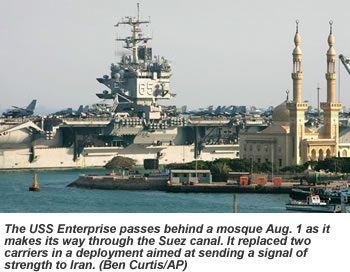 65
The USS Enterprise passes behind a mosque Aug. 1 as it
makes its way through the Suez canal. It replaced two
carriers in a deployment aimed at sending a signal of
strength to Iran. (Ben Curtis/AP)